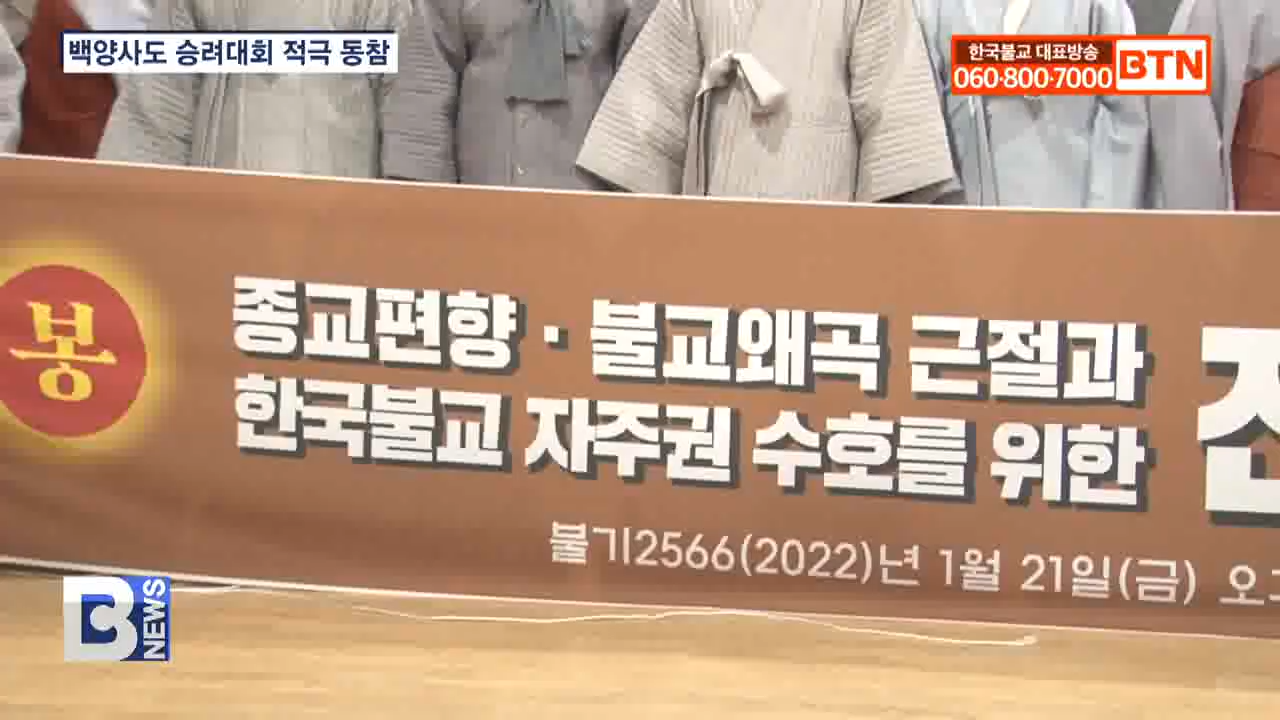 백양사도 승려대회 적극 동참
한국불교 대표방송
060·800·7000
BTN
봉
종교편향·불교왜곡 근절과
한국불교 자주권 수호를 위한
불기2566(2022)년 1월 21일(금)
B NEWS